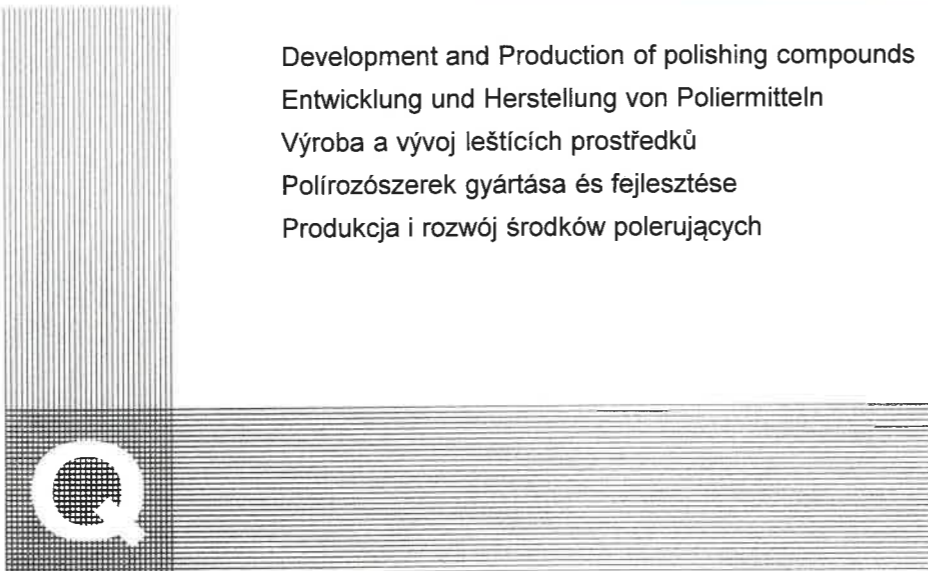 Development and Production of polishing compounds
Entwicklung und Herstellung von Poliermitteln
Výroba a vývoj leštících prostředků
Polírozószerek gyártása és fejlesztése
Produkcja i rozwój środków polerujących
Q